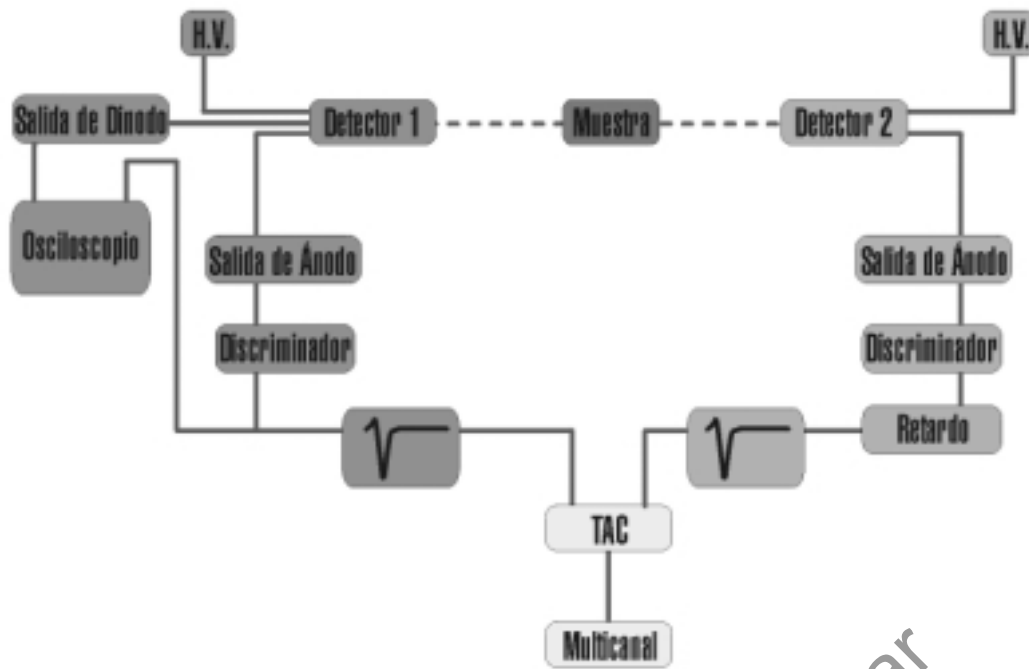 H.V.
H.V.
Salida de Dinodo
Detector 1
Muestra
Detector 2
Osciloscopio
Salida de Ánodo
Salida de Ánodo
Discriminador
Discriminador
Retardo
TAC
Multicanal
ar